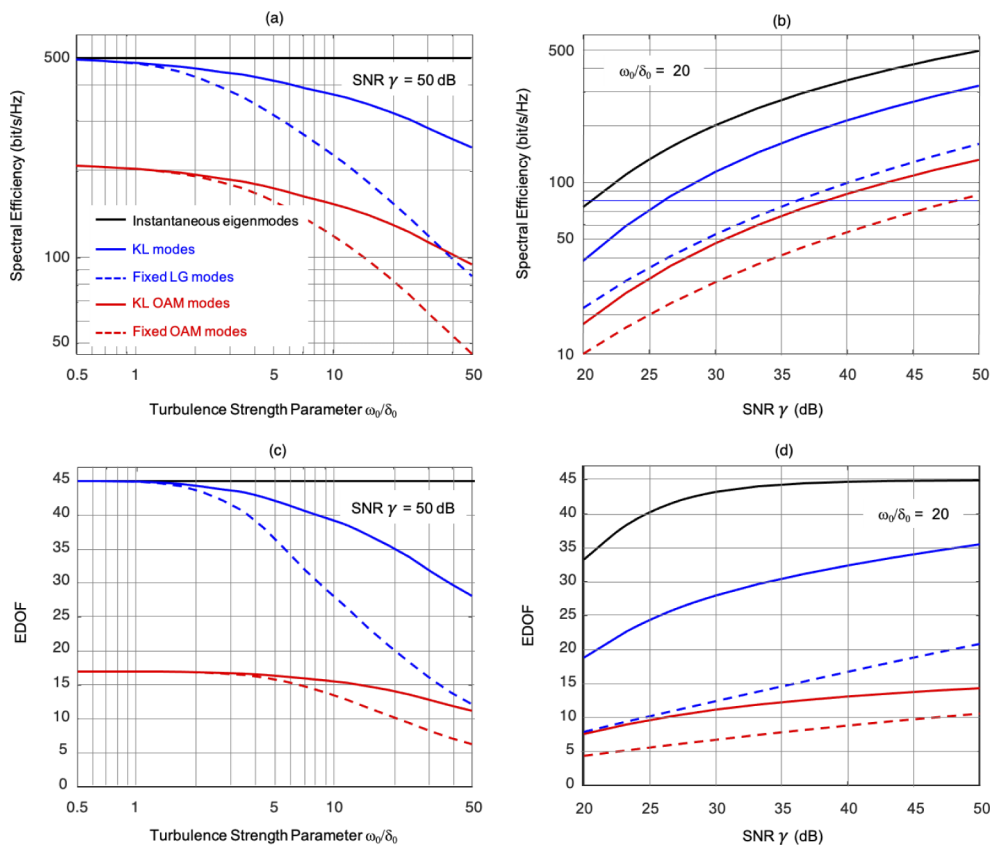 (a)
500
100
50
Spectral Efficiency (bit/s/Hz)
SNR γ = 50 dB
Instantaneous eigenmodes
KL modes
Fixed LG modes
KL OAM modes
Fixed OAM modes
0.5
1
5
10
50
Turbulence Strength Parameter ω₀/δ₀
(b)
500
100
50
10
Spectral Efficiency (bit/s/Hz)
ω₀/δ₀ = 20
20
25
30
35
40
45
50
SNR γ (dB)
(c)
45
40
35
30
25
20
15
10
5
0
EDOF
SNR γ = 50 dB
0.5
1
5
10
50
Turbulence Strength Parameter ω₀/δ₀
(d)
45
40
35
30
25
20
15
10
5
0
EDOF
ω₀/δ₀ = 20
20
25
30
35
40
45
50
SNR γ (dB)